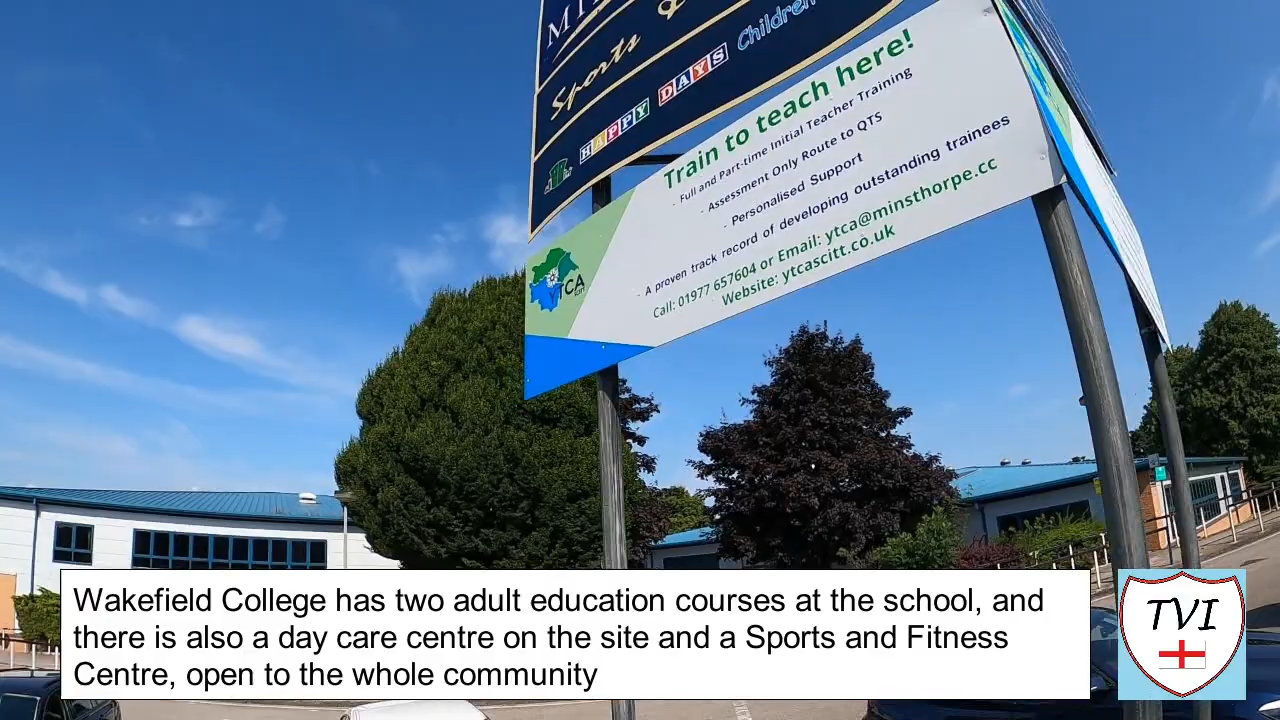 MI
Sports &
HAPPY DAYS Children
Train to teach here!
- Full and Part-time Initial Teacher Training
- Assessment Only Route to QTS
- Personalised Support
- A proven track record of developing outstanding trainees
Call: 01977 657604 or Email: ytca@minsthorpe.cc
Website: ytcascitt.co.uk
YTCA
Wakefield College has two adult education courses at the school, and
there is also a day care centre on the site and a Sports and Fitness
Centre, open to the whole community
TVI